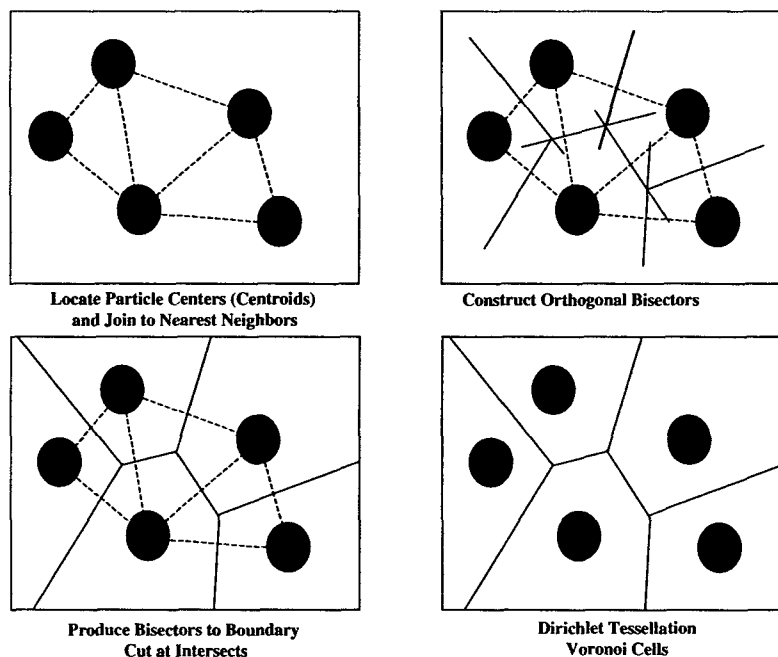 Locate Particle Centers (Centroids)
and Join to Nearest Neighbors
Construct Orthogonal Bisectors
Produce Bisectors to Boundary
Cut at Intersects
Dirichlet Tessellation
Voronoi Cells